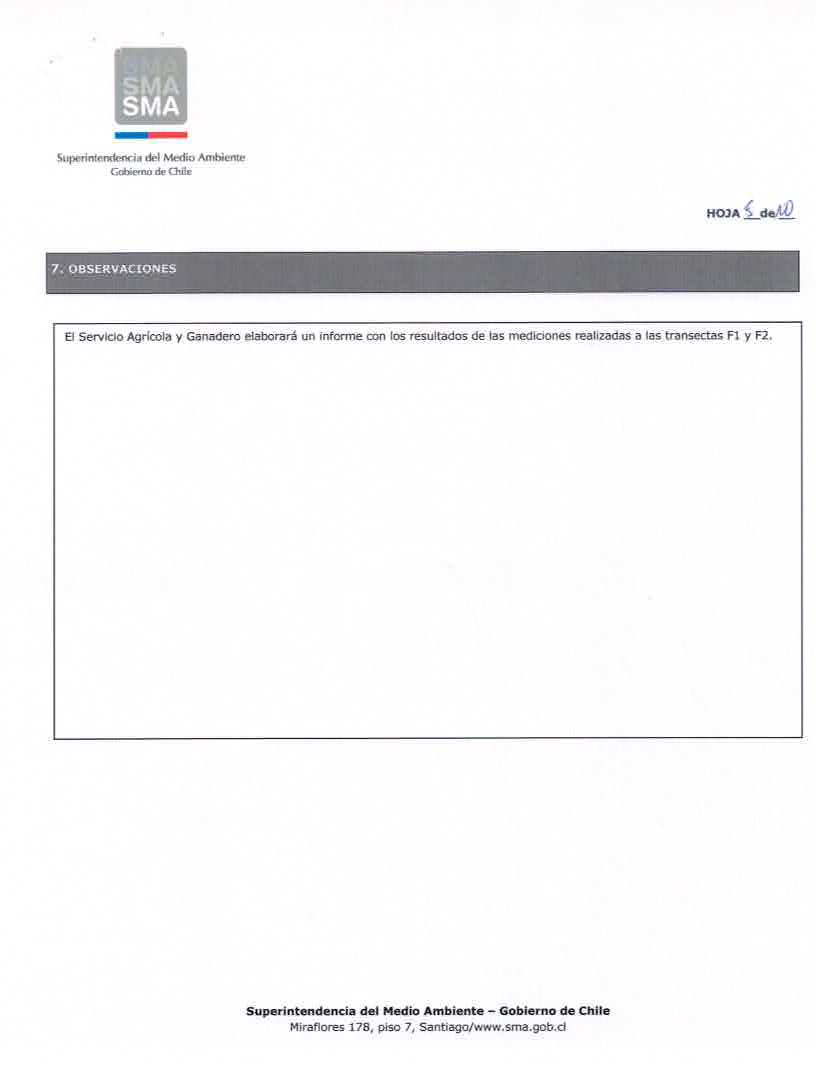 SMA
SMA
SMA
Superintendencia del Medio Ambiente
Gobierno de Chile
HOJA 5 de 10
7. OBSERVACIONES
El Servicio Agrícola y Ganadero elaborará un informe con los resultados de las mediciones realizadas a las transectas F1 y F2.
Superintendencia del Medio Ambiente – Gobierno de Chile
Miraflores 178, piso 7, Santiago/www.sma.gob.cl